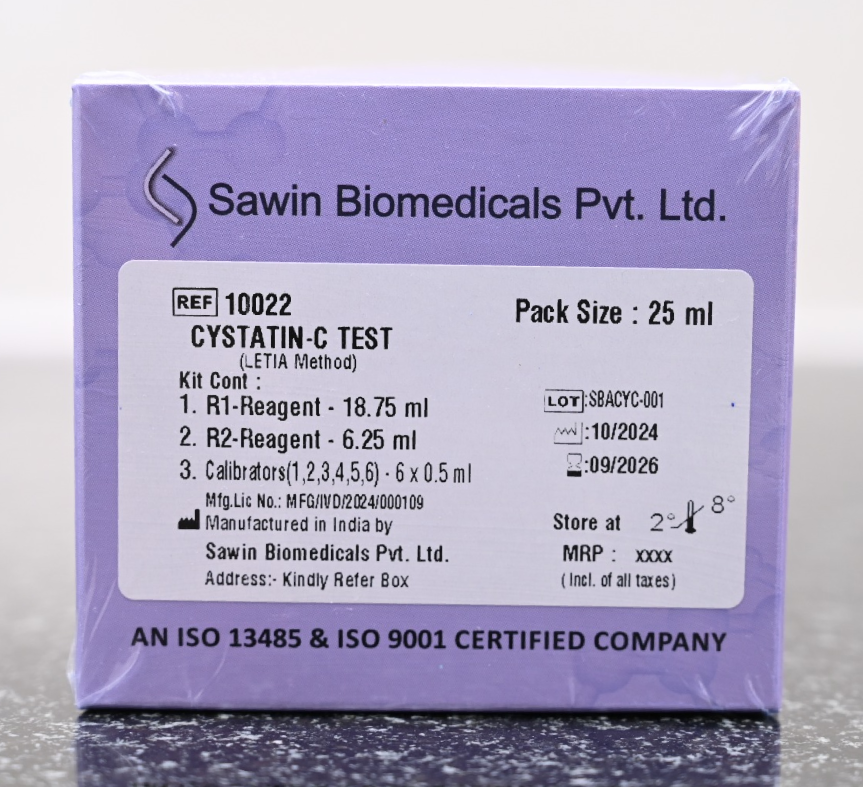 Sawin Biomedicals Pvt. Ltd.
REF 10022
Pack Size : 25 ml
CYSTATIN-C TEST
(LETIA Method)
Kit Cont :
1. R1-Reagent - 18.75 ml
2. R2-Reagent - 6.25 ml
3. Calibrators(1,2,3,4,5,6) - 6 x 0.5 ml
Mfg.Lic No.: MFG/IVD/2024/000109
Manufactured in India by
Sawin Biomedicals Pvt. Ltd.
Address:- Kindly Refer Box
LOT:SBACYC-001
:10/2024
:09/2026
Store at 2° 8°
MRP : xxxx
(Incl. of all taxes)
AN ISO 13485 & ISO 9001 CERTIFIED COMPANY